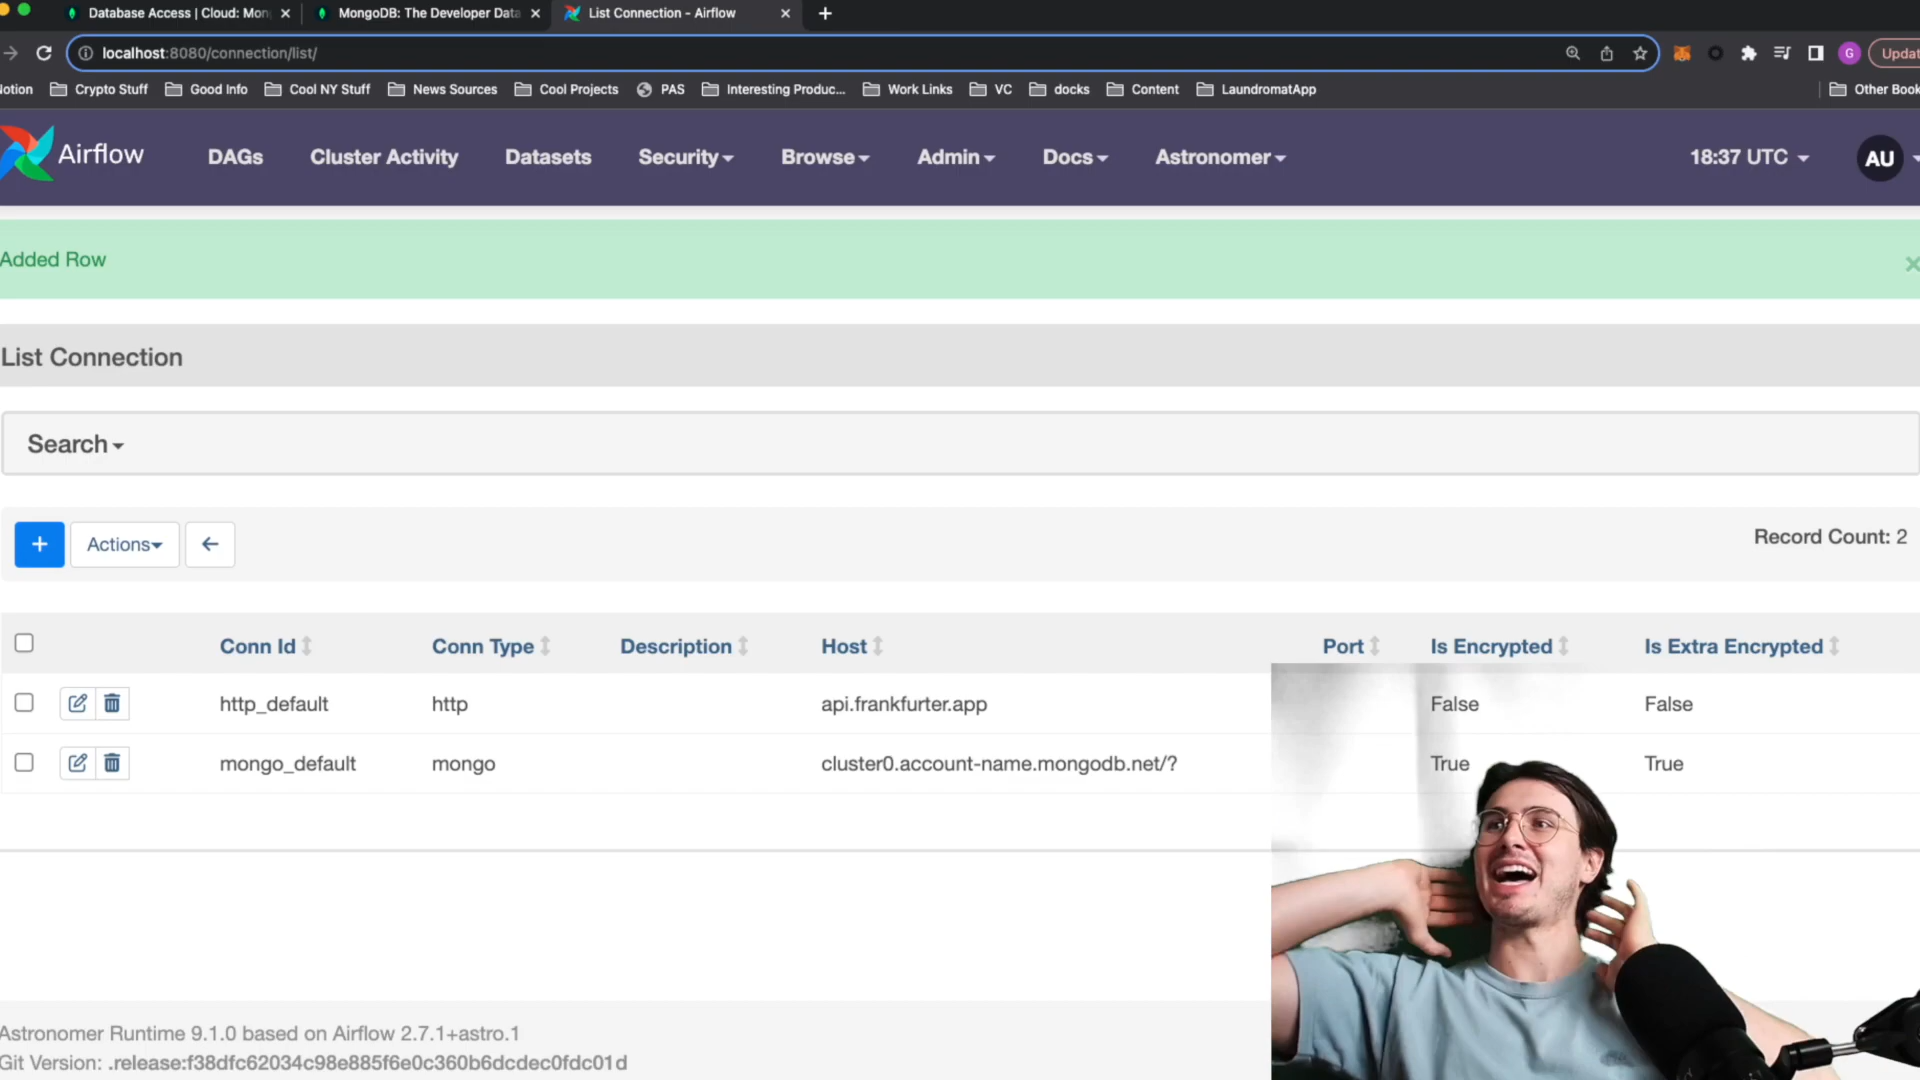 Database Access | Cloud: Mon
MongoDB: The Developer Data
List Connection - Airflow
localhost:8080/connection/list/
G
Updat
Notion
Crypto Stuff
Good Info
Cool NY Stuff
News Sources
Cool Projects
PAS
Interesting Produc...
Work Links
VC
docks
Content
LaundromatApp
Other Book
Airflow
DAGs
Cluster Activity
Datasets
Security
Browse
Admin
Docs
Astronomer
18:37 UTC
AU
Added Row
List Connection
Search
Actions
Record Count: 2
Conn Id
Conn Type
Description
Host
Port
Is Encrypted
Is Extra Encrypted
http_default
http
api.frankfurter.app
False
False
mongo_default
mongo
cluster0.account-name.mongodb.net/?
True
True
Astronomer Runtime 9.1.0 based on Airflow 2.7.1+astro.1
Git Version: .release:f38dfc62034c98e885f6e0c360b6dcdec0fdc01d